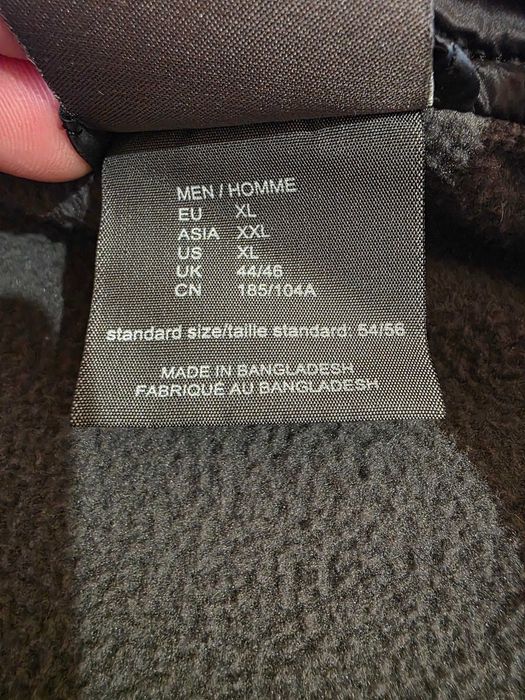 MEN / HOMME
EU XL
ASIA XXL
US XL
UK 44/46
CN 185/104A
standard size/taille standard: 54/56
MADE IN BANGLADESH
FABRIQUÉ AU BANGLADESH